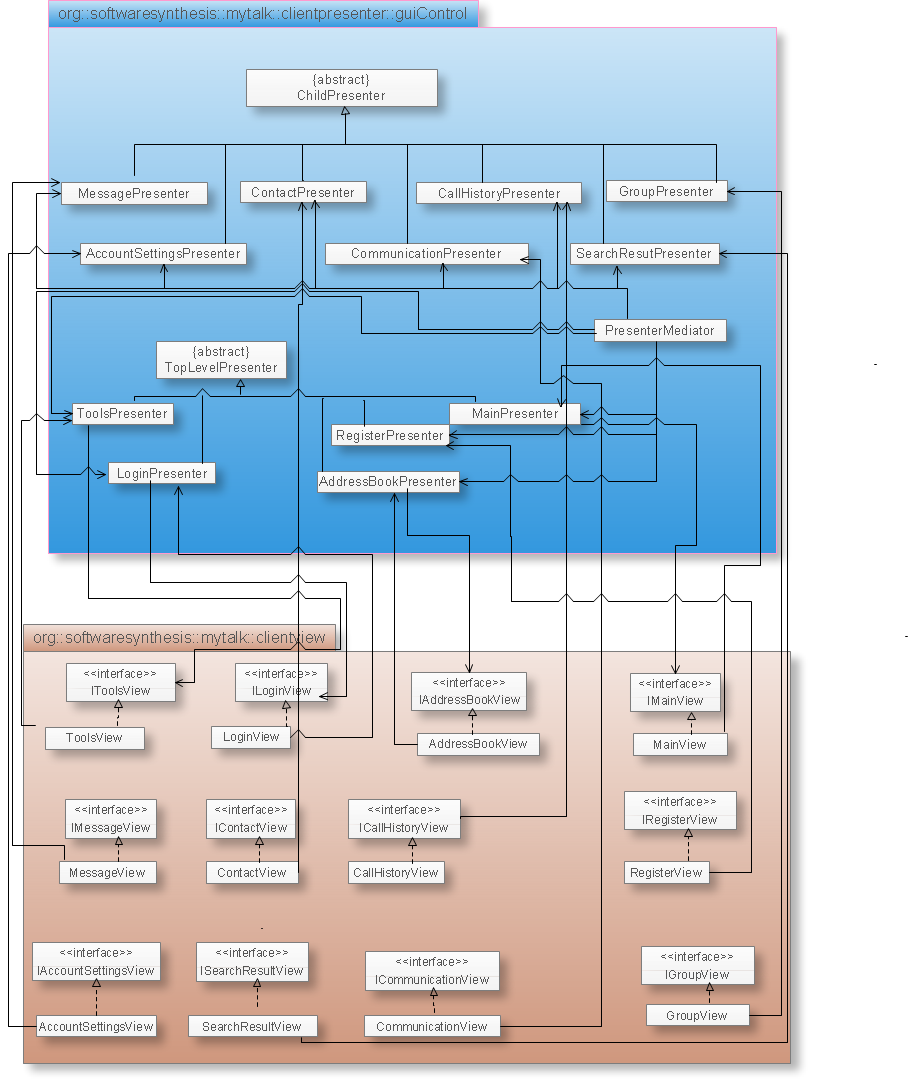 org::softwaresynthesis::mytalk::clientpresenter::guiControl
{abstract}
ChildPresenter
MessagePresenter
ContactPresenter
CallHistoryPresenter
GroupPresenter
AccountSettingsPresenter
CommunicationPresenter
SearchResutPresenter
PresenterMediator
{abstract}
TopLevelPresenter
ToolsPresenter
MainPresenter
RegisterPresenter
LoginPresenter
AddressBookPresenter
org::softwaresynthesis::mytalk::clientview
<<interface>>
IToolsView
<<interface>>
ILoginView
<<interface>>
IAddressBookView
<<interface>>
IMainView
ToolsView
LoginView
AddressBookView
MainView
<<interface>>
IMessageView
<<interface>>
IContactView
<<interface>>
ICallHistoryView
<<interface>>
IRegisterView
MessageView
ContactView
CallHistoryView
RegisterView
<<interface>>
IAccountSettingsView
<<interface>>
ISearchResultView
<<interface>>
ICommunicationView
<<interface>>
IGroupView
AccountSettingsView
SearchResultView
CommunicationView
GroupView